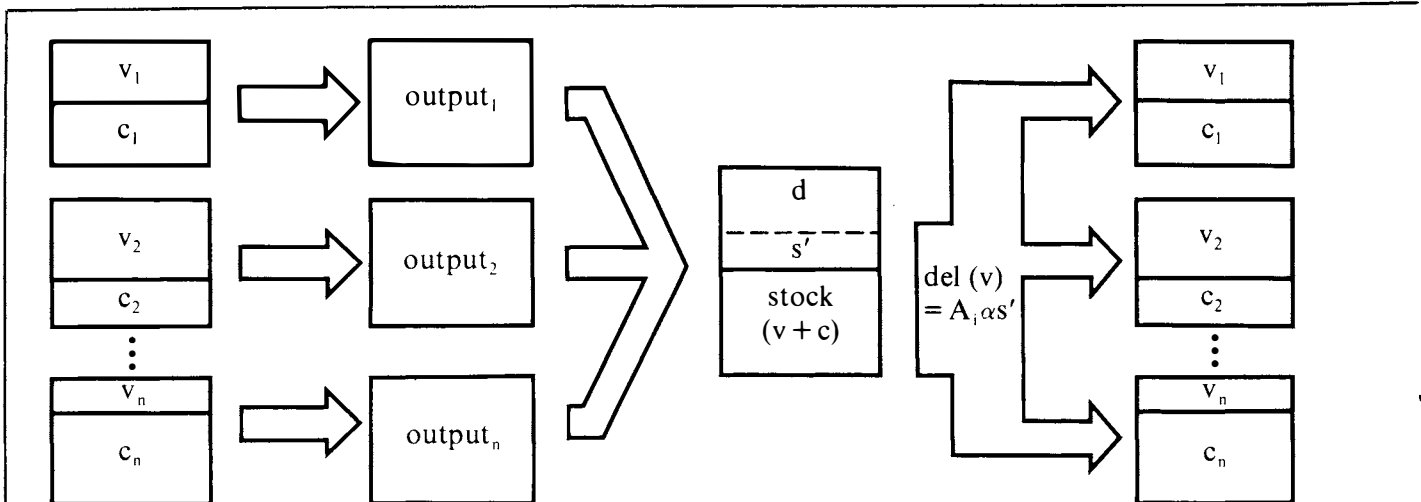 v₁
c₁
output₁
v₂
c₂
output₂
vₙ
cₙ
outputₙ
d
s′
stock
(v + c)
del (v)
= Aᵢαs′
v₁
c₁
v₂
c₂
vₙ
cₙ